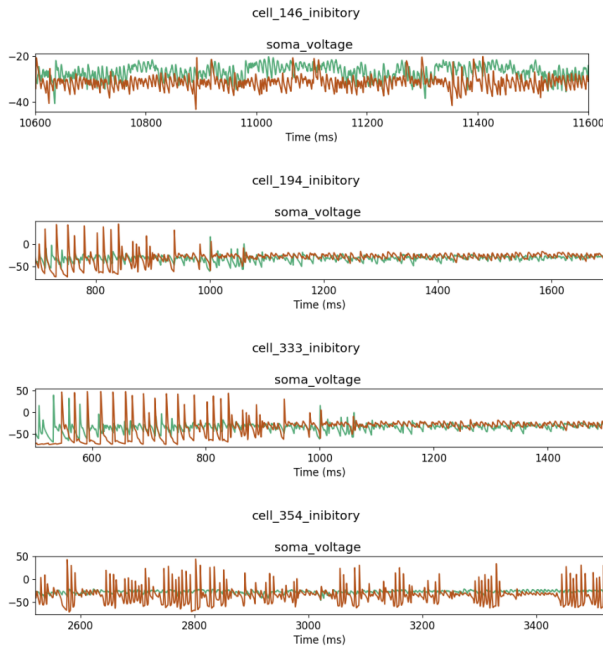 cell_146_inibitory
soma_voltage
−20
−40
10600 10800 11000 11200 11400 11600
Time (ms)
cell_194_inibitory
soma_voltage
0
−50
800 1000 1200 1400 1600
Time (ms)
cell_333_inibitory
soma_voltage
50
0
−50
600 800 1000 1200 1400
Time (ms)
cell_354_inibitory
soma_voltage
50
0
−50
2600 2800 3000 3200 3400
Time (ms)